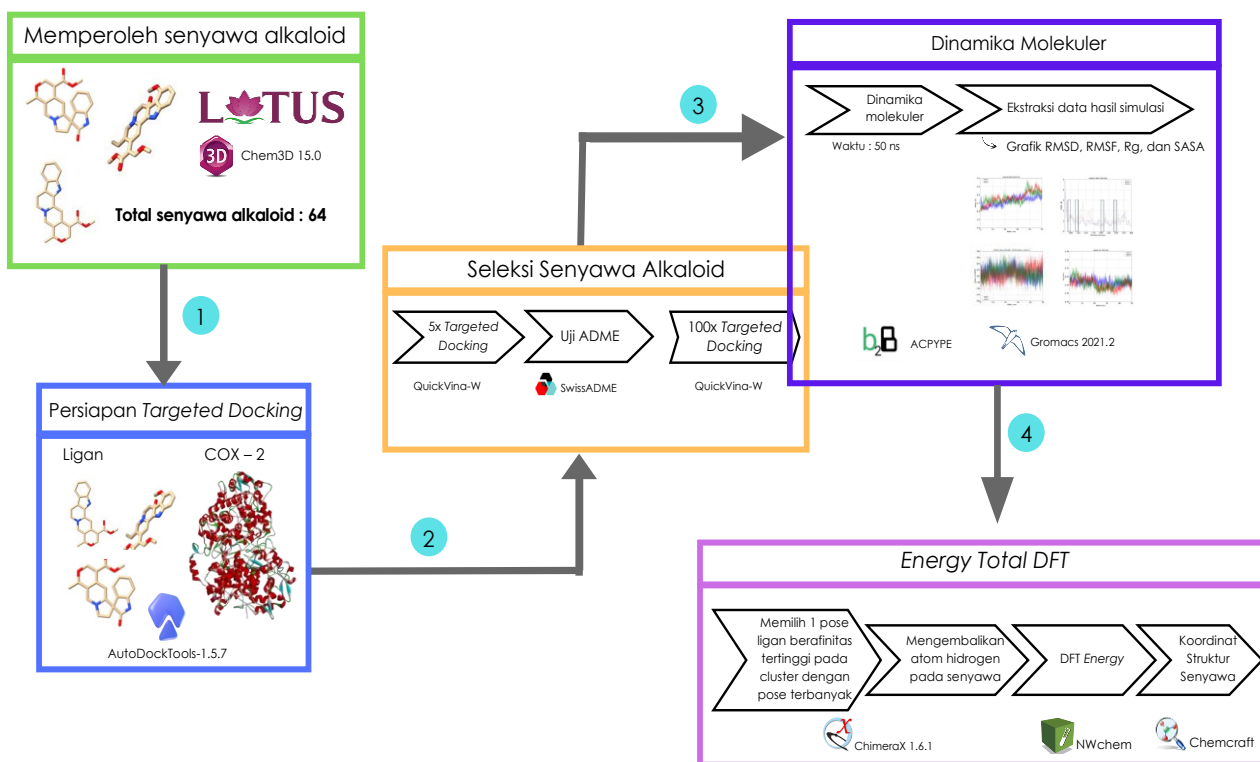 Memperoleh senyawa alkaloid
LOTUS
3D
Chem3D 15.0
Total senyawa alkaloid : 64
1
Persiapan Targeted Docking
Ligan
COX – 2
AutoDockTools-1.5.7
2
Seleksi Senyawa Alkaloid
5x Targeted
Docking
QuickVina-W
Uji ADME
SwissADME
100x Targeted
Docking
QuickVina-W
3
Dinamika Molekuler
Dinamika
molekuler
Waktu : 50 ns
Ekstraksi data hasil simulasi
Grafik RMSD, RMSF, Rg, dan SASA
b2B
ACPYPE
Gromacs 2021.2
4
Energy Total DFT
Memilih 1 pose
ligan berafinitas
tertinggi pada
cluster dengan
pose terbanyak
Mengembalikan
atom hidrogen
pada senyawa
DFT Energy
Koordinat
Struktur
Senyawa
X
ChimeraX 1.6.1
NWchem
Chemcraft